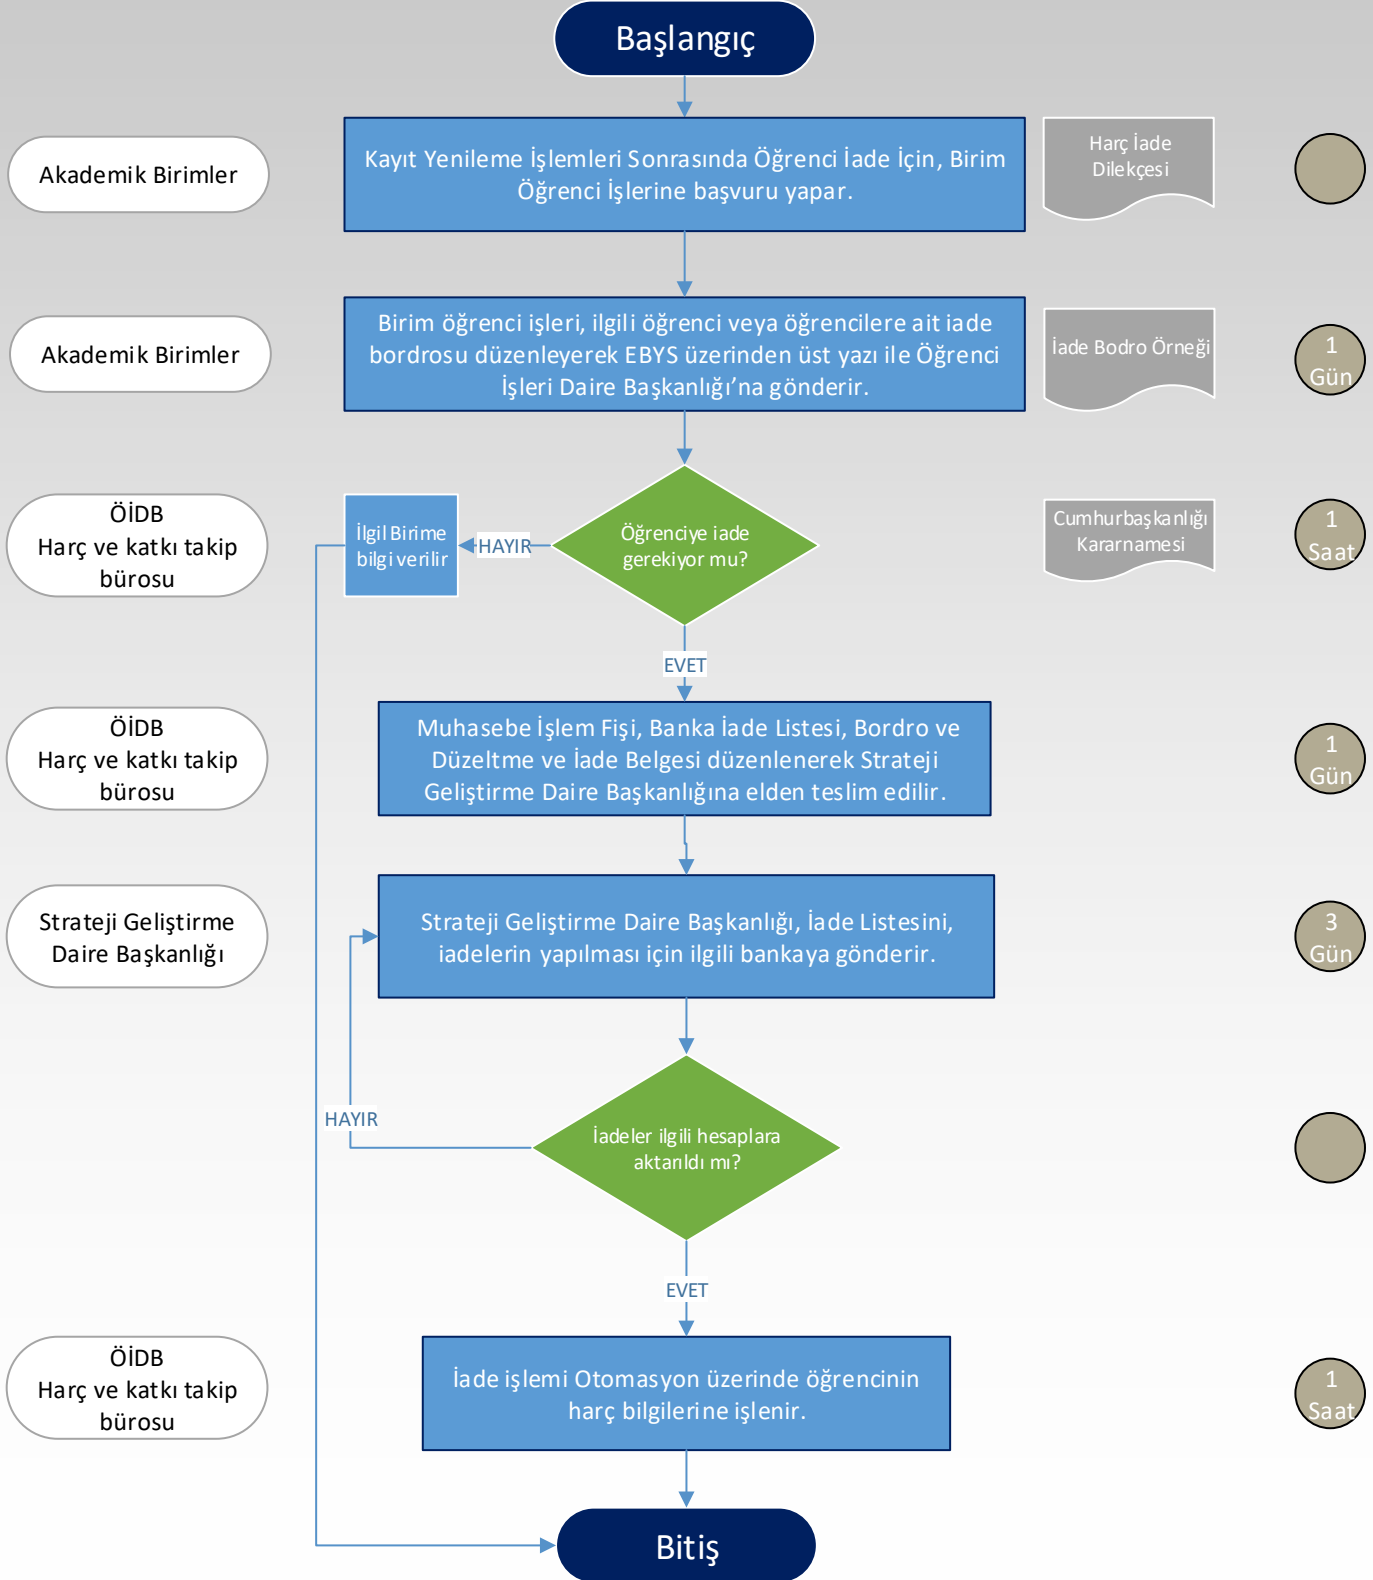 Başlangıç
Akademik Birimler
Kayıt Yenileme İşlemleri Sonrasında Öğrenci İade İçin, Birim
Öğrenci İşlerine başvuru yapar.
Harç İade
Dilekçesi
Akademik Birimler
Birim öğrenci işleri, ilgili öğrenci veya öğrencilere ait iade
bordrosu düzenleyerek EBYS üzerinden üst yazı ile Öğrenci
İşleri Daire Başkanlığı’na gönderir.
İade Bodro Örneği
1
Gün
ÖİDB
Harç ve katkı takip
bürosu
İlgil Birime
bilgi verilir
HAYIR
Öğrenciye iade
gerekiyor mu?
Cumhurbaşkanlığı
Kararnamesi
1
Saat
EVET
ÖİDB
Harç ve katkı takip
bürosu
Muhasebe İşlem Fişi, Banka İade Listesi, Bordro ve
Düzeltme ve İade Belgesi düzenlenerek Strateji
Geliştirme Daire Başkanlığına elden teslim edilir.
1
Gün
Strateji Geliştirme
Daire Başkanlığı
Strateji Geliştirme Daire Başkanlığı, İade Listesini,
iadelerin yapılması için ilgili bankaya gönderir.
3
Gün
HAYIR
İadeler ilgili hesaplara
aktarıldı mı?
EVET
ÖİDB
Harç ve katkı takip
bürosu
İade işlemi Otomasyon üzerinde öğrencinin
harç bilgilerine işlenir.
1
Saat
Bitiş